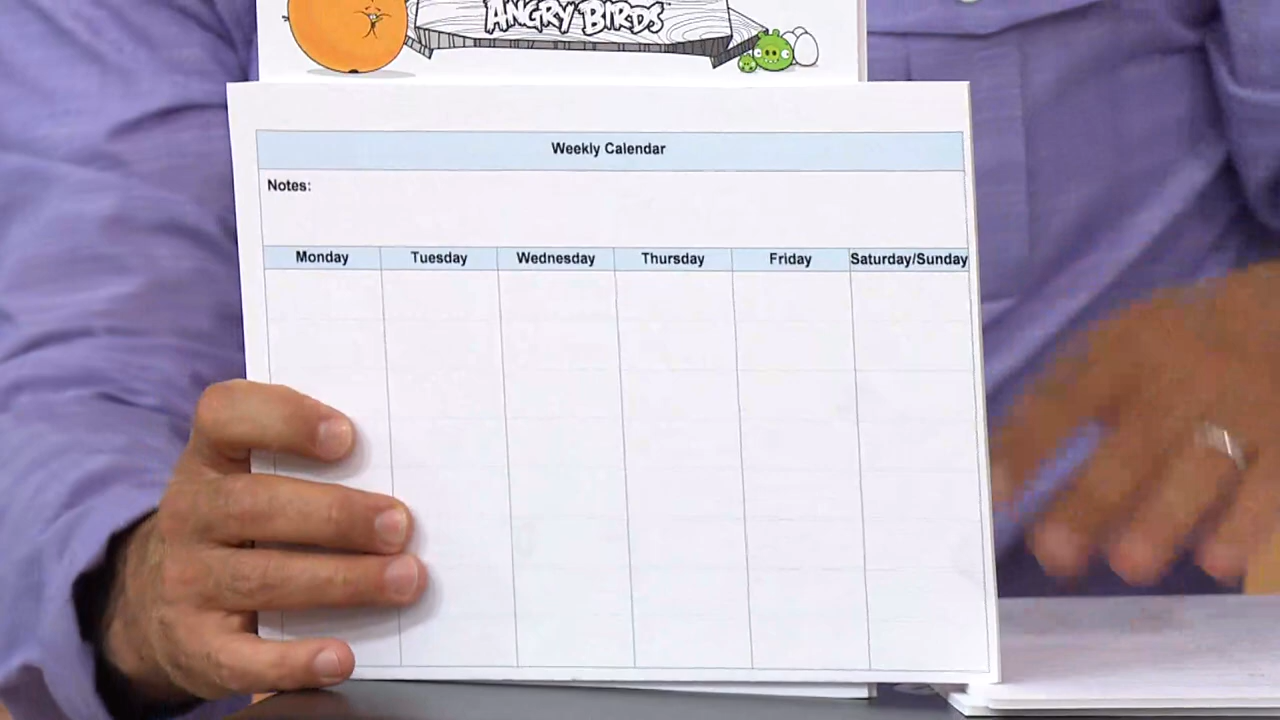 ANGRY BIRDS
Weekly Calendar
Notes:
Monday Tuesday Wednesday Thursday Friday Saturday/Sunday